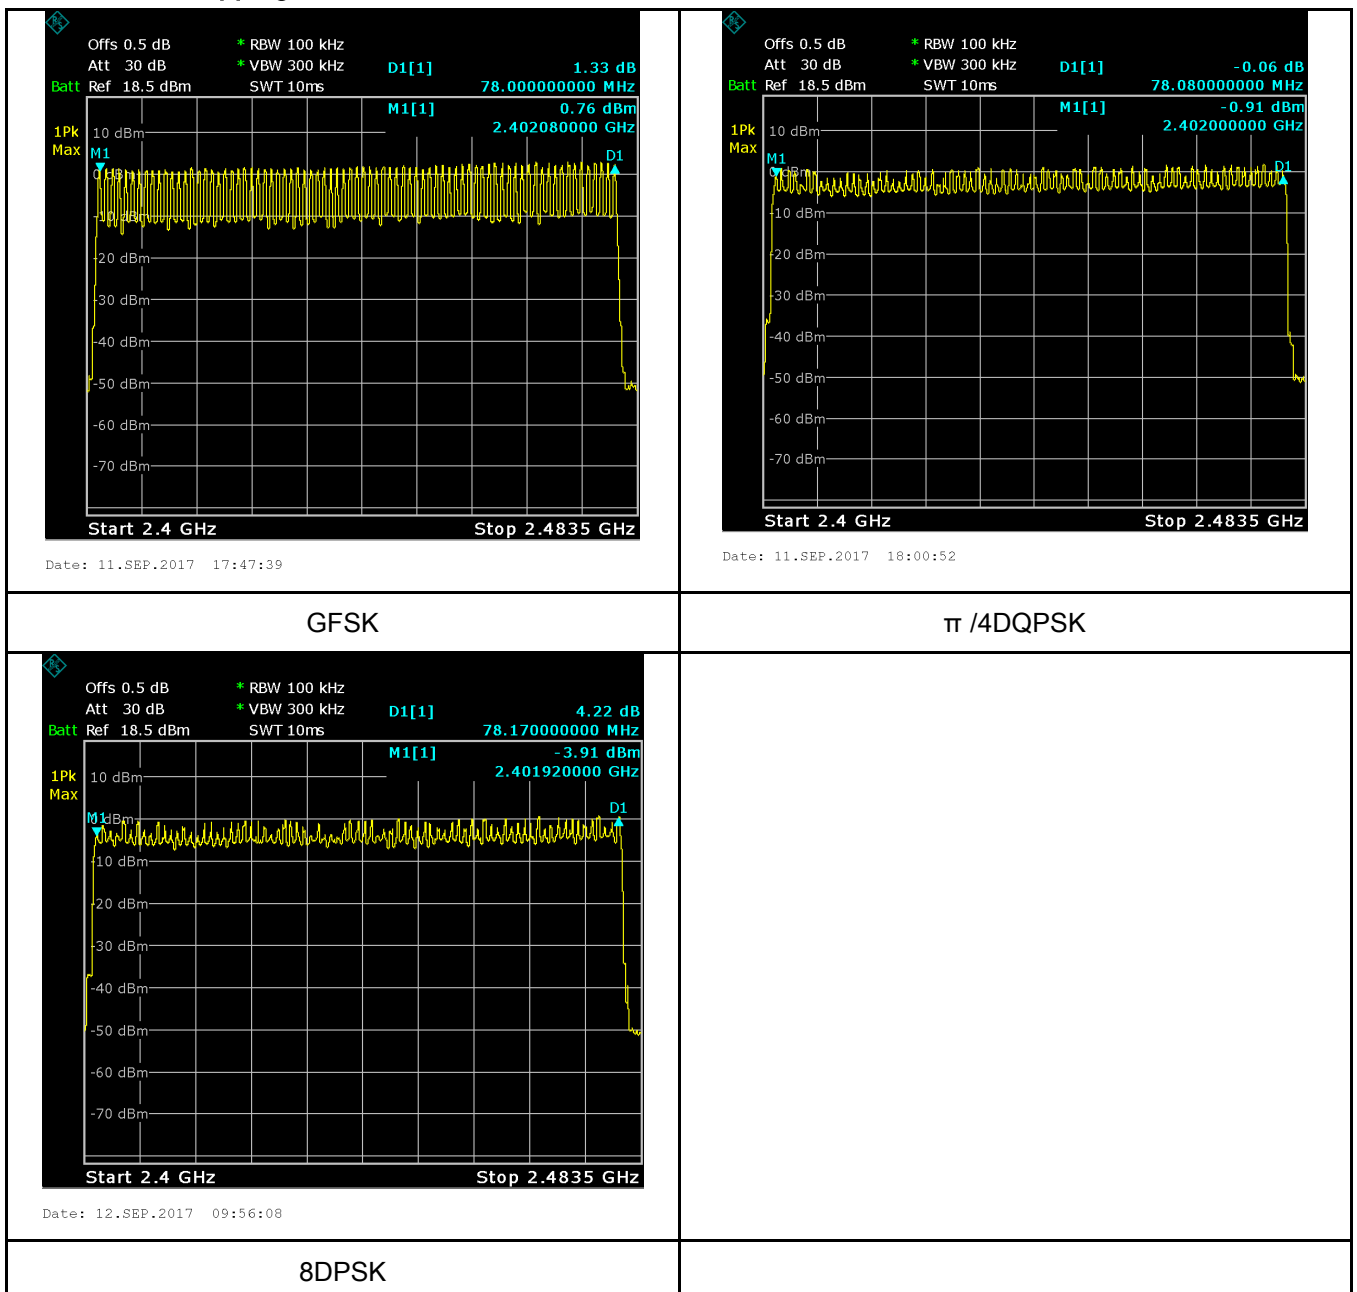 Offs 0.5 dB * RBW 100 kHz
Att 30 dB * VBW 300 kHz D1[1] 1.33 dB
Batt Ref 18.5 dBm SWT 10ms 78.000000000 MHz
M1[1] 0.76 dBm
1Pk 10 dBm 2.402080000 GHz
Max M1 D1
0 dBm
-10 dBm
-20 dBm
-30 dBm
-40 dBm
-50 dBm
-60 dBm
-70 dBm
Start 2.4 GHz Stop 2.4835 GHz
Date: 11.SEP.2017 17:47:39
Offs 0.5 dB * RBW 100 kHz
Att 30 dB * VBW 300 kHz D1[1] -0.06 dB
Batt Ref 18.5 dBm SWT 10ms 78.080000000 MHz
M1[1] -0.91 dBm
1Pk 10 dBm 2.402000000 GHz
Max M1 D1
0 dBm
-10 dBm
-20 dBm
-30 dBm
-40 dBm
-50 dBm
-60 dBm
-70 dBm
Start 2.4 GHz Stop 2.4835 GHz
Date: 11.SEP.2017 18:00:52
GFSK
π /4DQPSK
Offs 0.5 dB * RBW 100 kHz
Att 30 dB * VBW 300 kHz D1[1] 4.22 dB
Batt Ref 18.5 dBm SWT 10ms 78.170000000 MHz
M1[1] -3.91 dBm
1Pk 10 dBm 2.401920000 GHz
Max
M1 0 dBm D1
-10 dBm
-20 dBm
-30 dBm
-40 dBm
-50 dBm
-60 dBm
-70 dBm
Start 2.4 GHz Stop 2.4835 GHz
Date: 12.SEP.2017 09:56:08
8DPSK